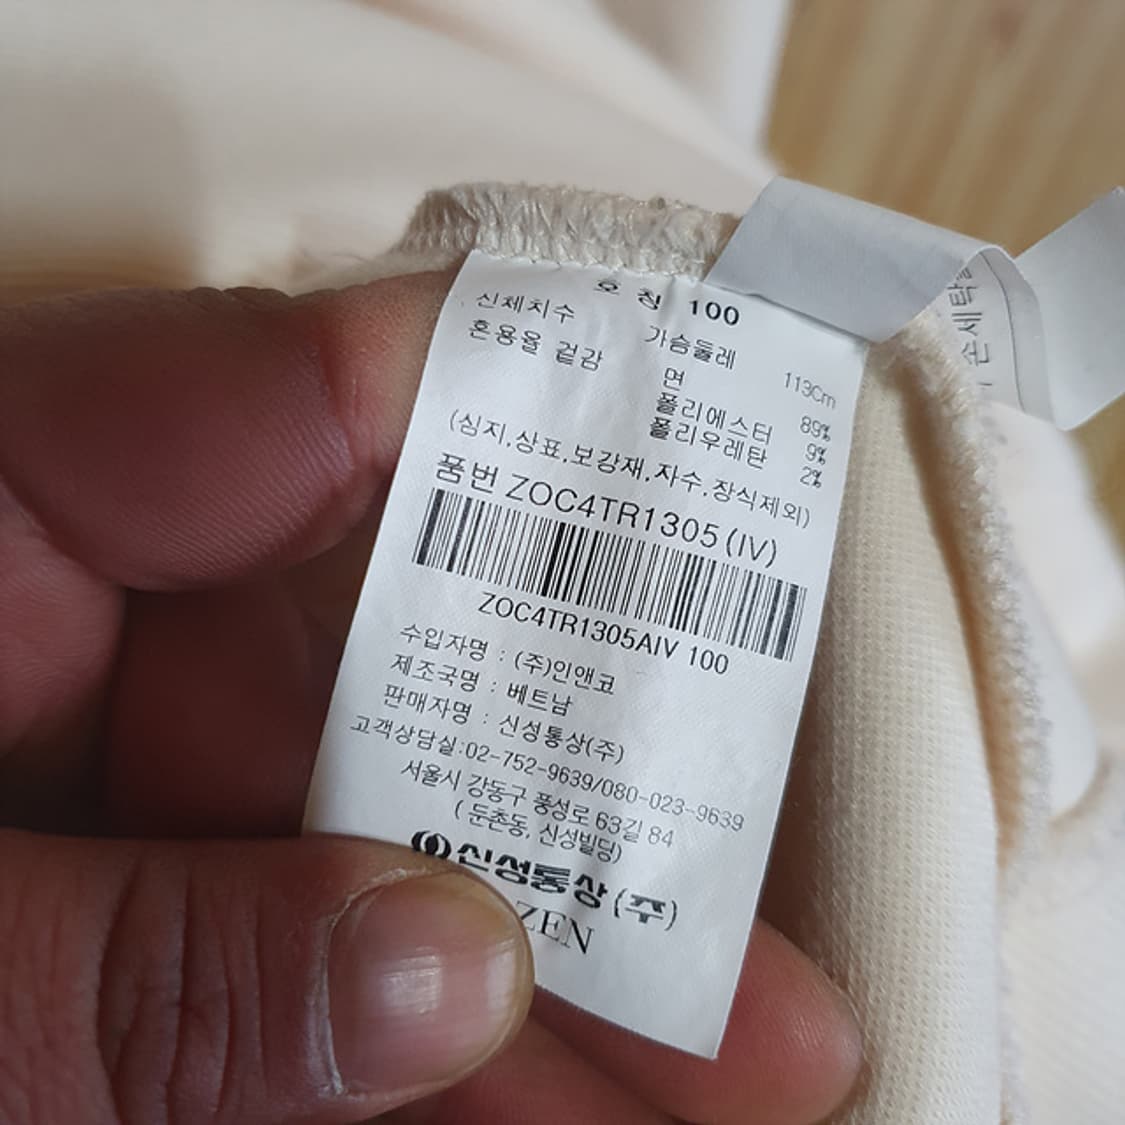 호 칭 100
신체치수 가슴둘레 113Cm
혼용율 겉감 면 89%
폴리에스터 9%
폴리우레탄 2%
(심지,상표,보강재,자수,장식제외)
품번 ZOC4TR1305(IV)
ZOC4TR1305AIV 100
수입자명 : (주)인앤코
제조국명 : 베트남
판매자명 : 신성통상(주)
고객상담실:02-752-9639/080-023-9639
서울시 강동구 풍성로 63길 84
( 둔촌동, 신성빌딩)
신성통상(주)
ZEN
손세탁